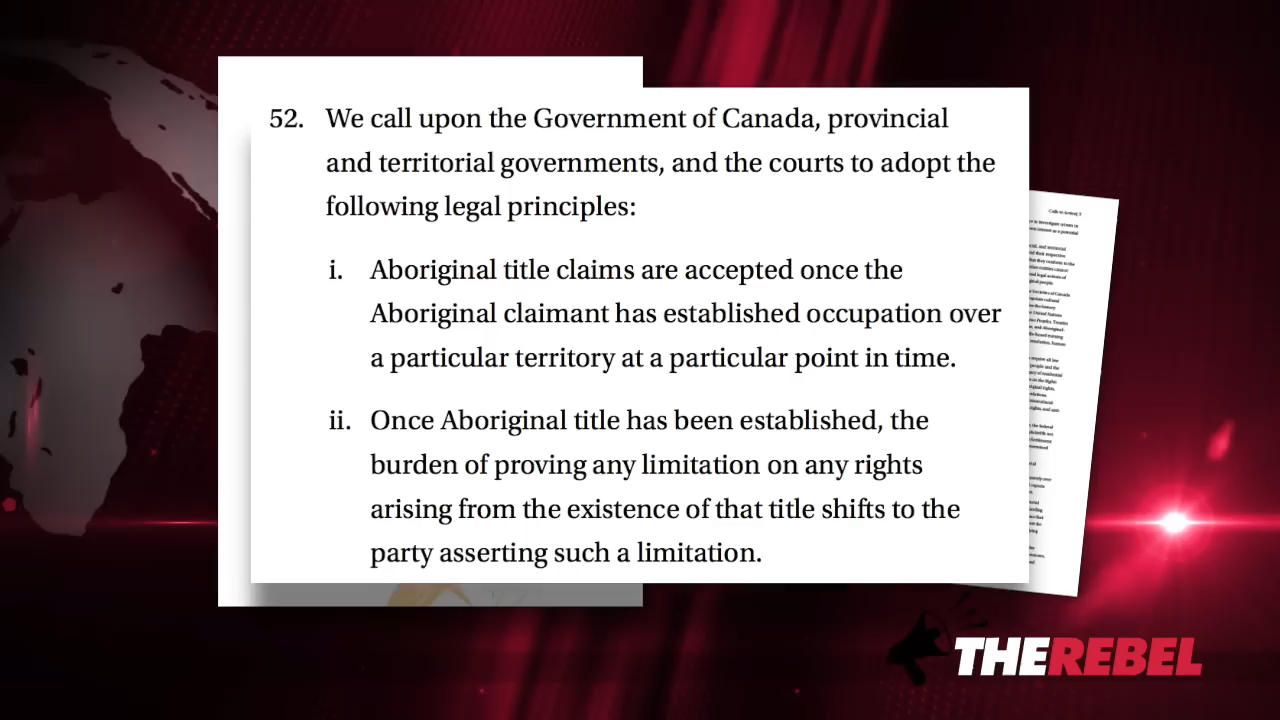 52. We call upon the Government of Canada, provincial
and territorial governments, and the courts to adopt the
following legal principles:
i. Aboriginal title claims are accepted once the
Aboriginal claimant has established occupation over
a particular territory at a particular point in time.
ii. Once Aboriginal title has been established, the
burden of proving any limitation on any rights
arising from the existence of that title shifts to the
party asserting such a limitation.
THEREBEL